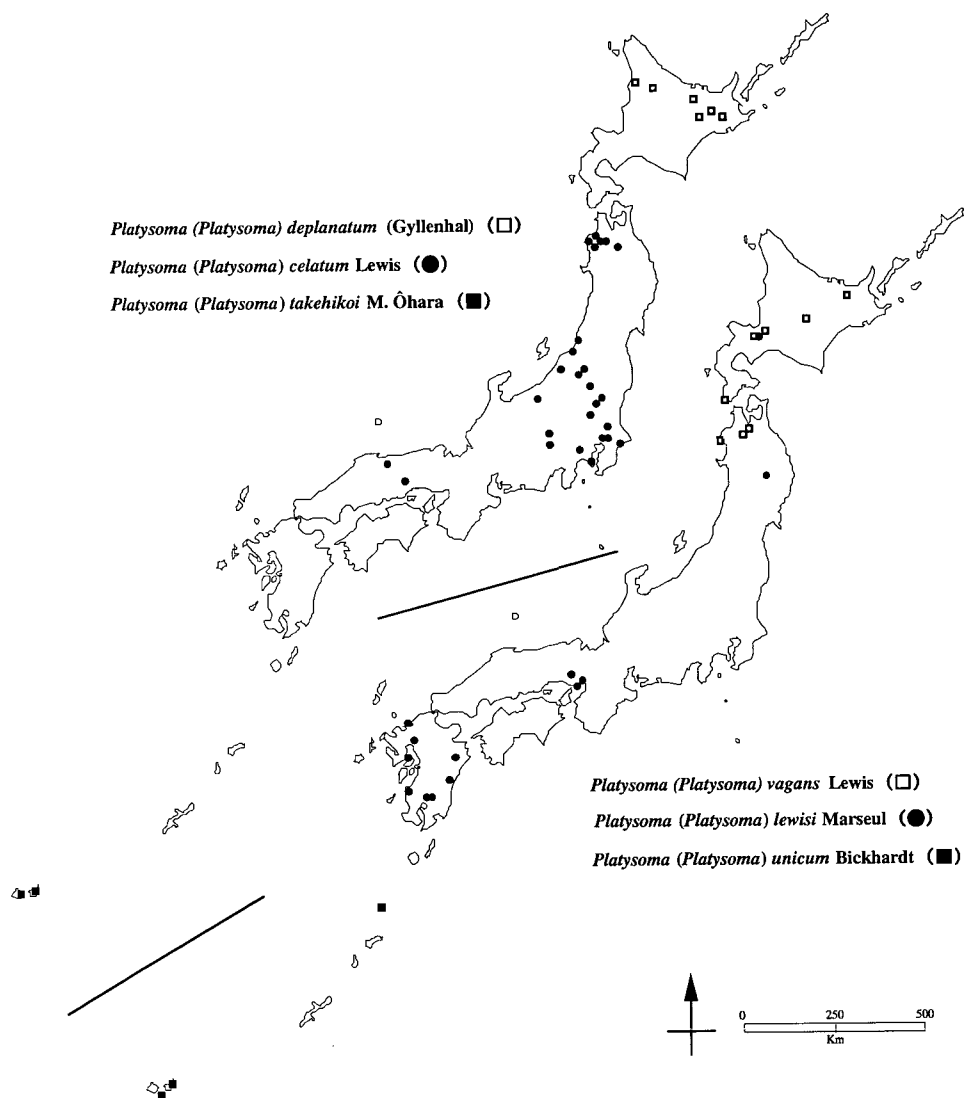 Platysoma (Platysoma) deplanatum (Gyllenhal) (□)
Platysoma (Platysoma) celatum Lewis (●)
Platysoma (Platysoma) takehikoi M. Ôhara (■)
Platysoma (Platysoma) vagans Lewis (□)
Platysoma (Platysoma) lewisi Marseul (●)
Platysoma (Platysoma) unicum Bickhardt (■)
0 250 500
Km